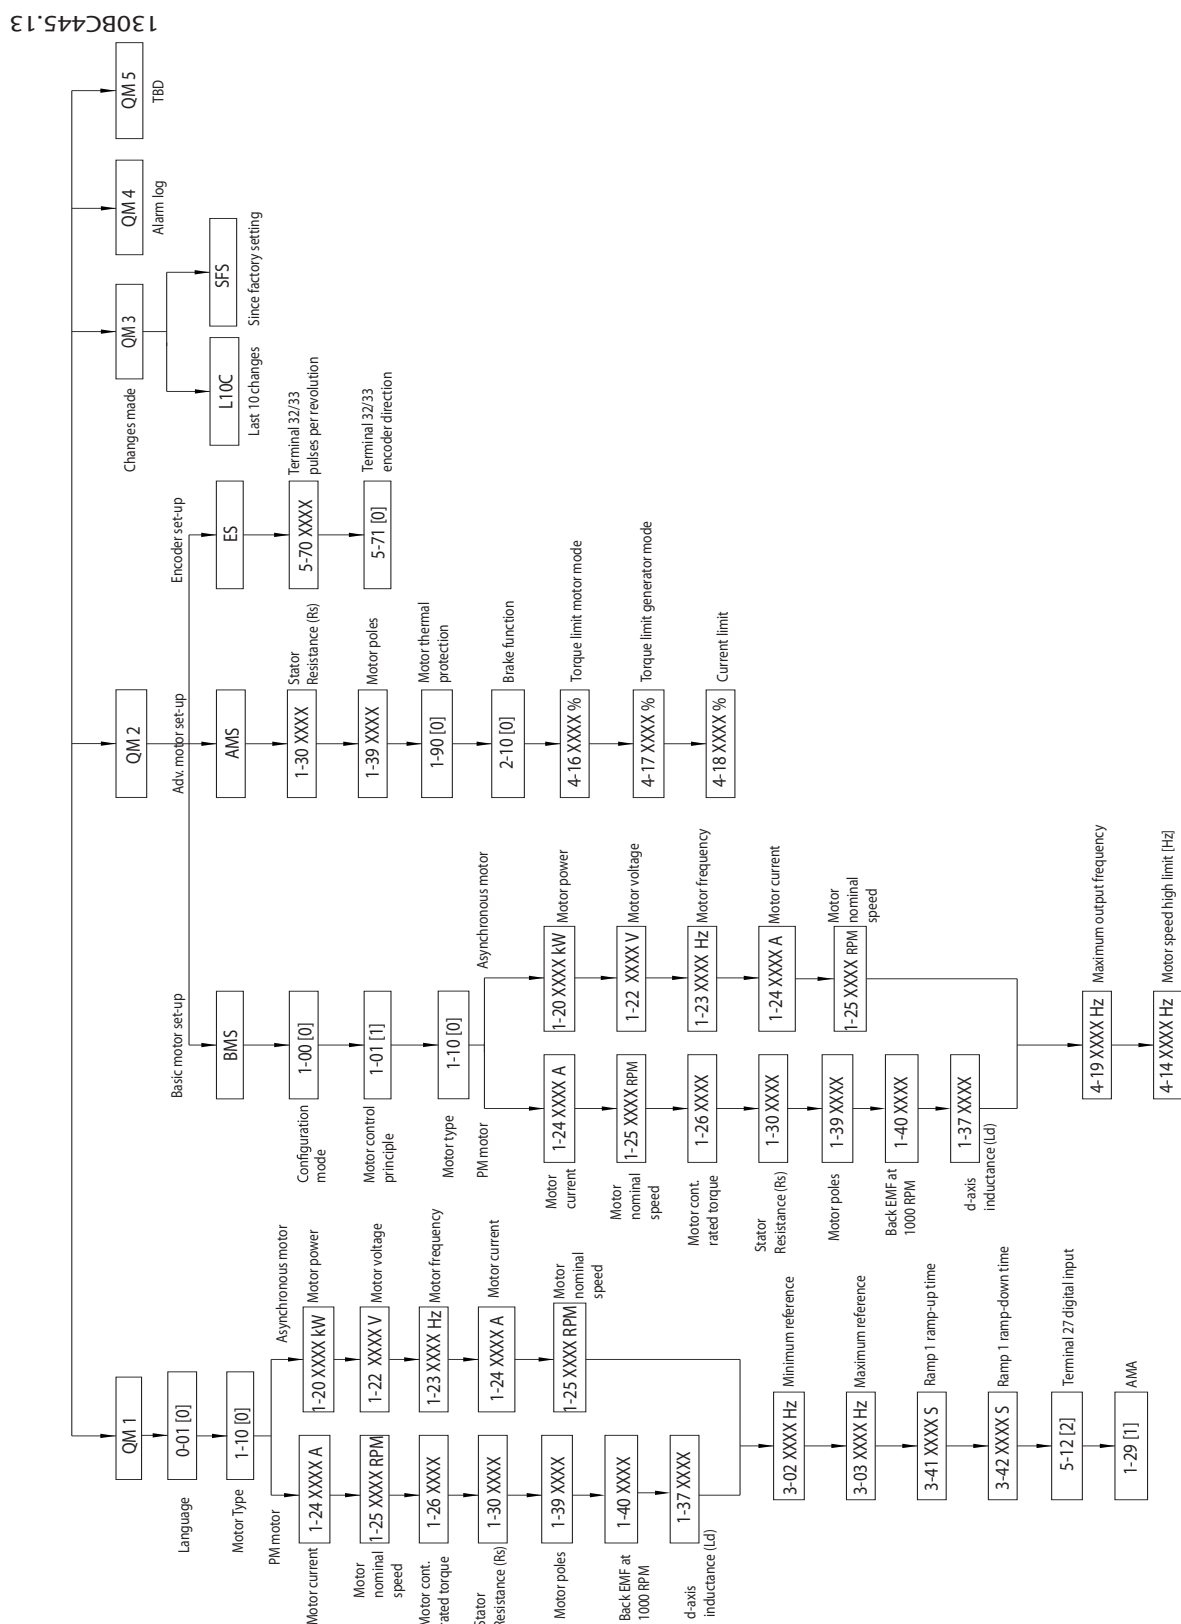 130BC445.13
QM 1
0-01 [0]
Language
1-10 [0]
Motor Type
PM motor
Asynchronous motor
1-24 XXXX A
Motor current
1-25 XXXX RPM
Motor
nominal
speed
1-26 XXXX
Motor cont.
rated torque
1-30 XXXX
Stator
Resistance (Rs)
1-39 XXXX
Motor poles
1-40 XXXX
Back EMF at
1000 RPM
1-37 XXXX
d-axis
inductance (Ld)
1-20 XXXX kW
Motor power
1-22 XXXX V
Motor voltage
1-23 XXXX Hz
Motor frequency
1-24 XXXX A
Motor current
1-25 XXXX RPM
Motor
nominal
speed
3-02 XXXX Hz
Minimum reference
3-03 XXXX Hz
Maximum reference
3-41 XXXX S
Ramp 1 ramp-up time
3-42 XXXX S
Ramp 1 ramp-down time
5-12 [2]
Terminal 27 digital input
1-29 [1]
AMA
QM 2
Basic motor set-up
BMS
1-00 [0]
Configuration
mode
1-01 [1]
Motor control
principle
1-10 [0]
Motor type
PM motor
Asynchronous motor
1-24 XXXX A
Motor
current
1-25 XXXX RPM
Motor
nominal
speed
1-26 XXXX
Motor cont.
rated torque
1-30 XXXX
Stator
Resistance (Rs)
1-39 XXXX
Motor poles
1-40 XXXX
Back EMF at
1000 RPM
1-37 XXXX
d-axis
inductance (Ld)
1-20 XXXX kW
Motor power
1-22 XXXX V
Motor voltage
1-23 XXXX Hz
Motor frequency
1-24 XXXX A
Motor current
1-25 XXXX RPM
Motor
nominal
speed
4-19 XXXX Hz
Maximum output frequency
4-14 XXXX Hz
Motor speed high limit [Hz]
Adv. motor set-up
AMS
1-30 XXXX
Stator
Resistance (Rs)
1-39 XXXX
Motor poles
1-90 [0]
Motor thermal
protection
2-10 [0]
Brake function
4-16 XXXX %
Torque limit motor mode
4-17 XXXX %
Torque limit generator mode
4-18 XXXX %
Current limit
Encoder set-up
ES
5-70 XXXX
Terminal 32/33
pulses per revolution
5-71 [0]
Terminal 32/33
encoder direction
QM 3
Changes made
L10C
Last 10 changes
SFS
Since factory setting
QM 4
Alarm log
QM 5
TBD